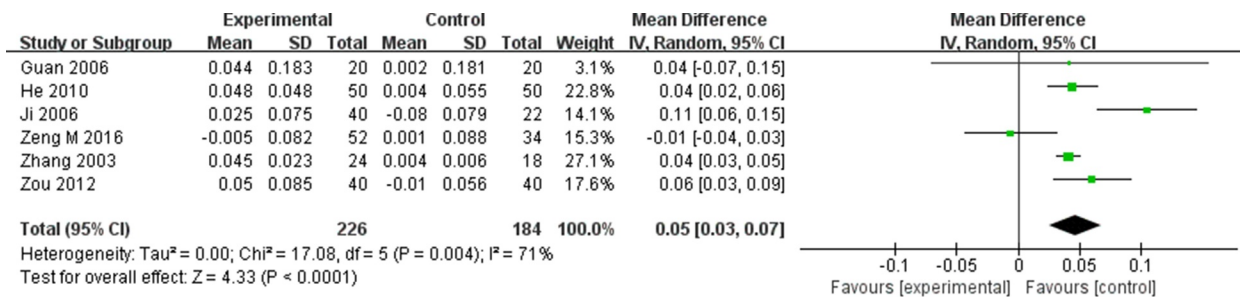 Experimental Control Mean Difference Mean Difference
Study or Subgroup Mean SD Total Mean SD Total Weight IV, Random, 95% CI IV, Random, 95% CI
Guan 2006 0.044 0.183 20 0.002 0.181 20 3.1% 0.04 [-0.07, 0.15]
He 2010 0.048 0.048 50 0.004 0.055 50 22.8% 0.04 [0.02, 0.06]
Ji 2006 0.025 0.075 40 -0.08 0.079 22 14.1% 0.11 [0.06, 0.15]
Zeng M 2016 -0.005 0.082 52 0.001 0.088 34 15.3% -0.01 [-0.04, 0.03]
Zhang 2003 0.045 0.023 24 0.004 0.006 18 27.1% 0.04 [0.03, 0.05]
Zou 2012 0.05 0.085 40 -0.01 0.056 40 17.6% 0.06 [0.03, 0.09]
Total (95% CI) 226 184 100.0% 0.05 [0.03, 0.07]
Heterogeneity: Tau² = 0.00; Chi² = 17.08, df = 5 (P = 0.004); I² = 71%
Test for overall effect: Z = 4.33 (P < 0.0001)
-0.1 -0.05 0 0.05 0.1
Favours [experimental] Favours [control]